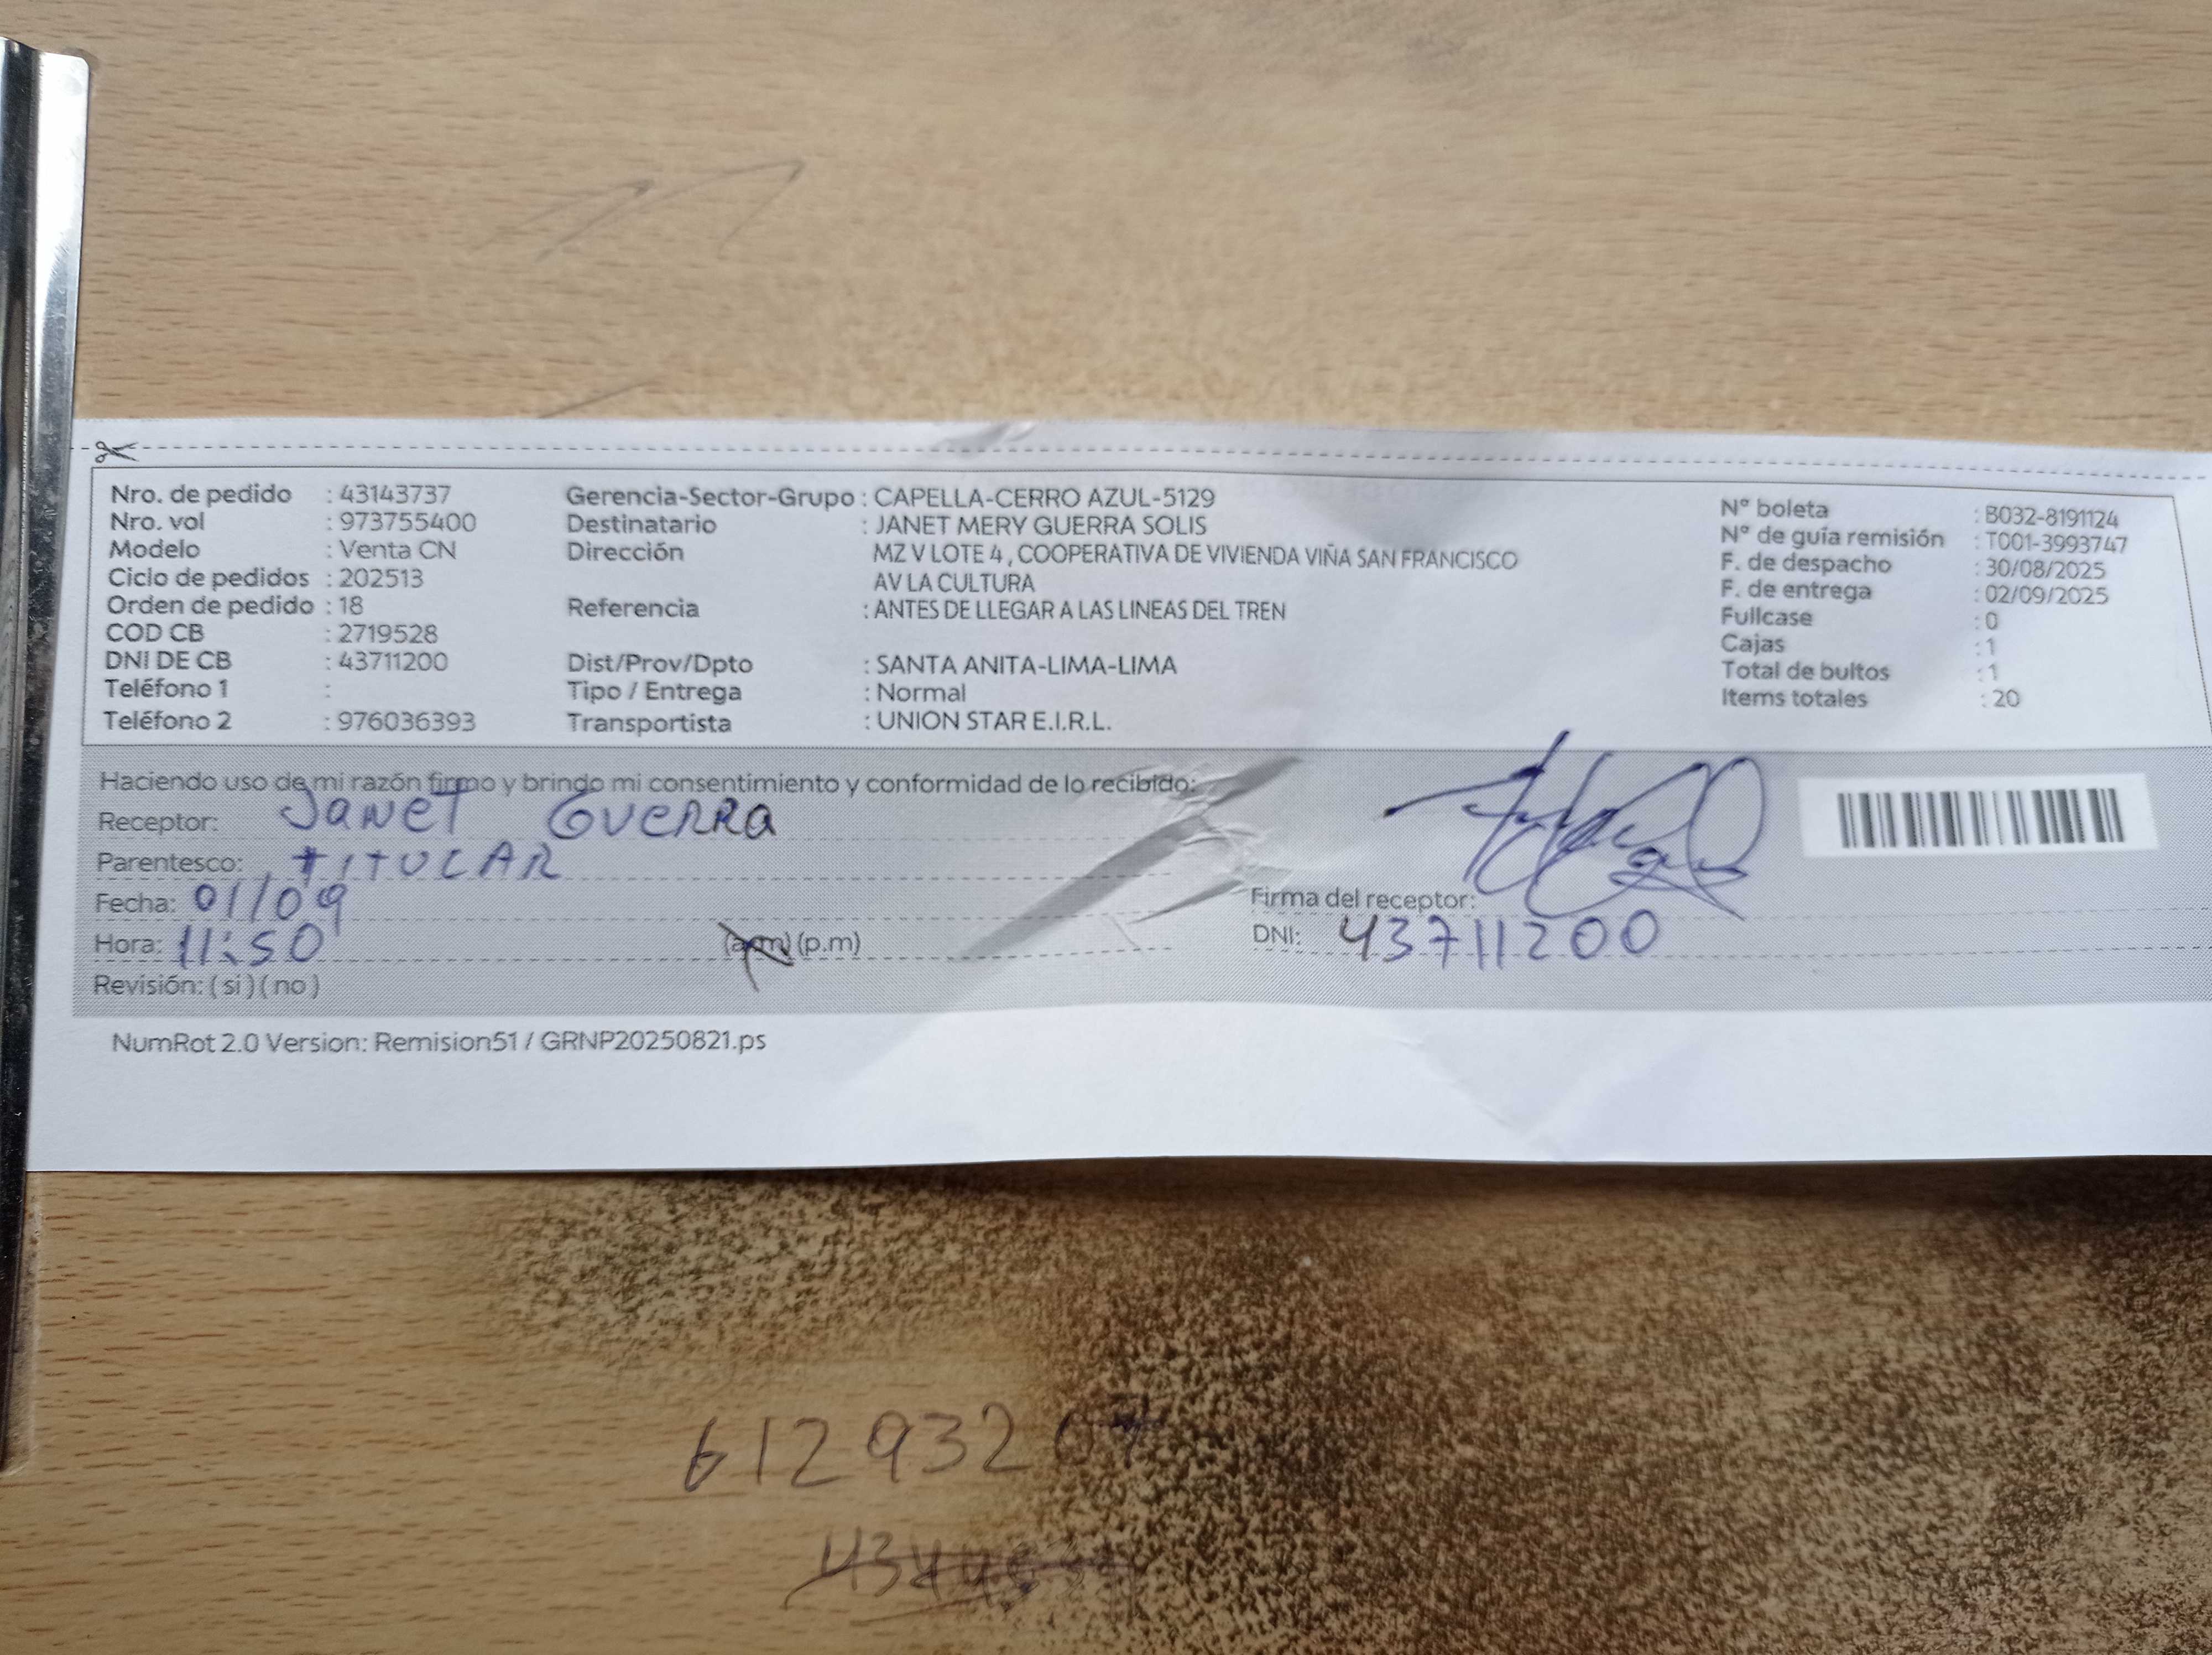 Nro. de pedido : 43143737
Nro. vol : 973755400
Modelo : Venta CN
Ciclo de pedidos : 202513
Orden de pedido : 18
COD CB : 2719528
DNI DE CB : 43711200
Teléfono 1 :
Teléfono 2 : 976036393
Gerencia-Sector-Grupo : CAPELLA-CERRO AZUL-5129
Destinatario : JANET MERY GUERRA SOLIS
Dirección MZ V LOTE 4 , COOPERATIVA DE VIVIENDA VIÑA SAN FRANCISCO
AV LA CULTURA
Referencia : ANTES DE LLEGAR A LAS LINEAS DEL TREN
Dist/Prov/Dpto : SANTA ANITA-LIMA-LIMA
Tipo / Entrega : Normal
Transportista : UNION STAR E.I.R.L.
N° boleta : B032-8191124
N° de guía remisión : T001-3993747
F. de despacho : 30/08/2025
F. de entrega : 02/09/2025
Fullcase : 0
Cajas : 1
Total de bultos : 1
Items totales : 20
Haciendo uso de mi razón firmo y brindo mi consentimiento y conformidad de lo recibido:
Receptor: Janet Guerra
Parentesco: TITULAR
Fecha: 01/09
Hora: 11:50 (a.m) (p.m)
Revisión: ( si ) ( no )
Firma del receptor:
DNI: 43711200
NumRot 2.0 Version: Remision51 / GRNP20250821.ps